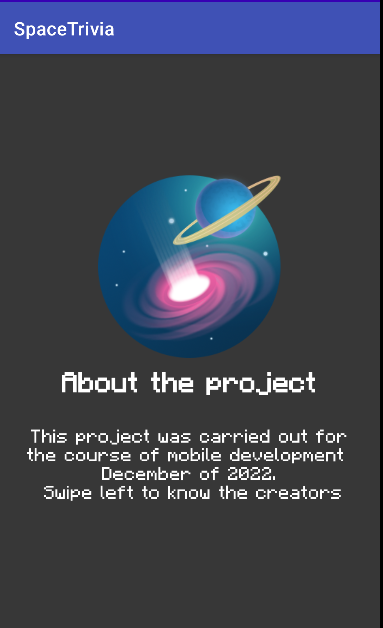 SpaceTrivia
About the project
This project was carried out for
the course of mobile development
December of 2022.
Swipe left to know the creators